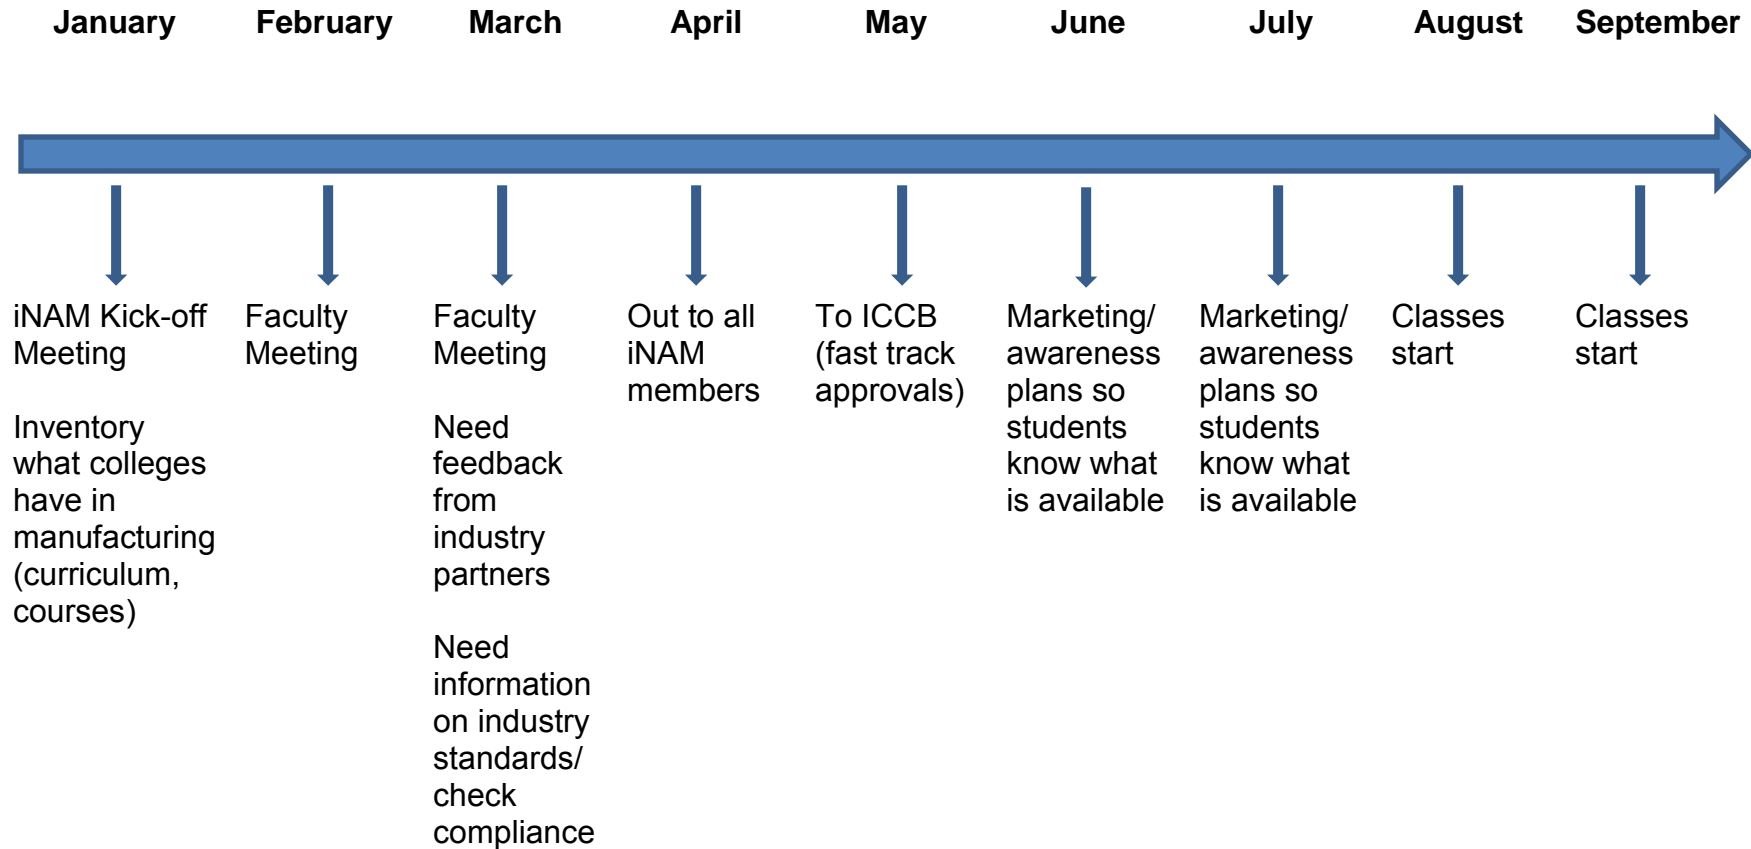 January February March April May June July August September
iNAM Kick-off
Meeting
Inventory
what colleges
have in
manufacturing
(curriculum,
courses)
Faculty
Meeting
Faculty
Meeting
Need
feedback
from
industry
partners
Need
information
on industry
standards/
check
compliance
Out to all
iNAM
members
To ICCB
(fast track
approvals)
Marketing/
awareness
plans so
students
know what
is available
Marketing/
awareness
plans so
students
know what
is available
Classes
start
Classes
start